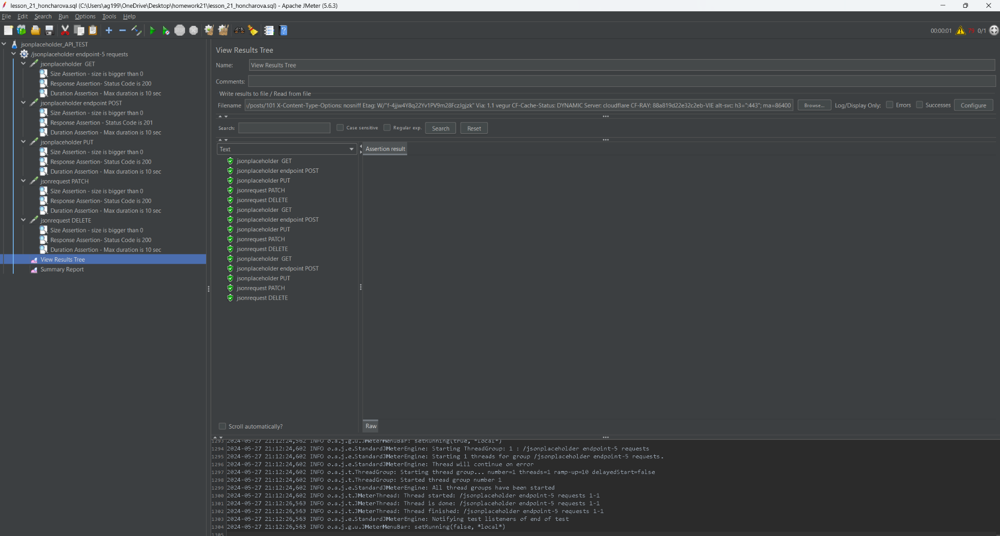 lesson_21_honcharova.sql (C:\Users\ag199\OneDrive\Desktop\homework21\lesson_21_honcharova.sql) - Apache JMeter (5.6.3)
File Edit Search Run Options Tools Help
00:00:01 79 0/1
jsonplaceholder_API_TEST
/jsonplaceholder endpoint-5 requests
jsonplaceholder GET
Size Assertion - size is bigger than 0
Response Assertion- Status Code is 200
Duration Assertion - Max duration is 10 sec
jsonplaceholder endpoint POST
Size Assertion - size is bigger than 0
Response Assertion - Status Code is 201
Duration Assertion - Max duration is 10 sec
jsonplaceholder PUT
Size Assertion - size is bigger than 0
Response Assertion- Status Code is 200
Duration Assertion - Max duration is 10 sec
jsonrequest PATCH
Size Assertion - size is bigger than 0
Response Assertion- Status Code is 200
Duration Assertion - Max duration is 10 sec
jsonrequest DELETE
Size Assertion - size is bigger than 0
Response Assertion- Status Code is 200
Duration Assertion - Max duration is 10 sec
View Results Tree
Summary Report
View Results Tree
Name: View Results Tree
Comments:
Write results to file / Read from file
Filename /posts/101 X-Content-Type-Options: nosniff Etag: W/"f-4jjw4Y8q22Yv1PV9m28FczJgjzk" Via: 1.1 vegur CF-Cache-Status: DYNAMIC Server: cloudflare CF-RAY: 88a819d22e32c2eb-VIE alt-svc: h3=":443"; ma=86400 Browse... Log/Display Only: Errors Successes Configure
Search: Case sensitive Regular exp. Search Reset
Text
Assertion result
jsonplaceholder GET
jsonplaceholder endpoint POST
jsonplaceholder PUT
jsonrequest PATCH
jsonrequest DELETE
jsonplaceholder GET
jsonplaceholder endpoint POST
jsonplaceholder PUT
jsonrequest PATCH
jsonrequest DELETE
jsonplaceholder GET
jsonplaceholder endpoint POST
jsonplaceholder PUT
jsonrequest PATCH
jsonrequest DELETE
Scroll automatically?
Raw
1293 2024-05-27 21:12:24,562 INFO o.a.j.g.u.JMeterMenuBar: setRunning(true, *local*)
1294 2024-05-27 21:12:24,602 INFO o.a.j.e.StandardJMeterEngine: Starting ThreadGroup: 1 : /jsonplaceholder endpoint-5 requests
1295 2024-05-27 21:12:24,602 INFO o.a.j.e.StandardJMeterEngine: Starting 1 threads for group /jsonplaceholder endpoint-5 requests.
1296 2024-05-27 21:12:24,602 INFO o.a.j.e.StandardJMeterEngine: Thread will continue on error
1297 2024-05-27 21:12:24,602 INFO o.a.j.t.ThreadGroup: Starting thread group... number=1 threads=1 ramp-up=10 delayedStart=false
1298 2024-05-27 21:12:24,602 INFO o.a.j.t.ThreadGroup: Started thread group number 1
1299 2024-05-27 21:12:24,602 INFO o.a.j.e.StandardJMeterEngine: All thread groups have been started
1300 2024-05-27 21:12:24,602 INFO o.a.j.t.JMeterThread: Thread started: /jsonplaceholder endpoint-5 requests 1-1
1301 2024-05-27 21:12:26,563 INFO o.a.j.t.JMeterThread: Thread is done: /jsonplaceholder endpoint-5 requests 1-1
1302 2024-05-27 21:12:26,563 INFO o.a.j.t.JMeterThread: Thread finished: /jsonplaceholder endpoint-5 requests 1-1
1303 2024-05-27 21:12:26,563 INFO o.a.j.e.StandardJMeterEngine: Notifying test listeners of end of test
1304 2024-05-27 21:12:26,563 INFO o.a.j.g.u.JMeterMenuBar: setRunning(false, *local*)
1305